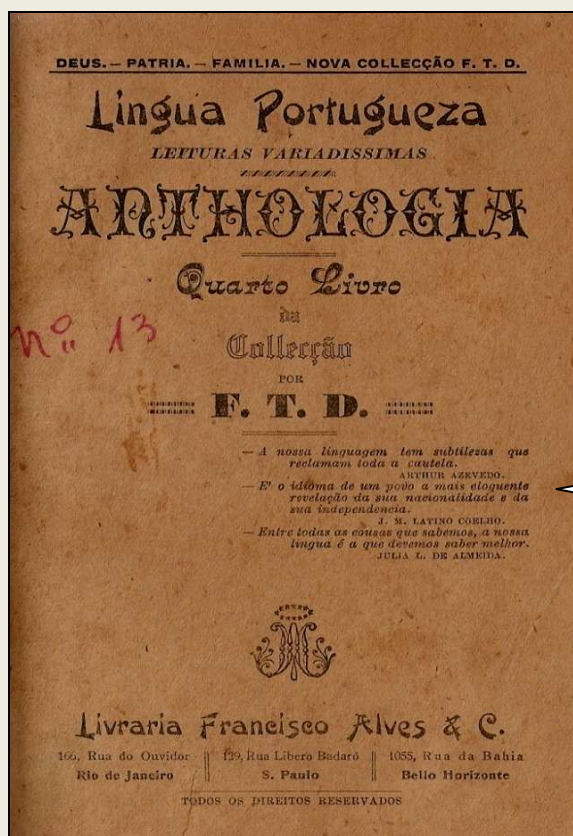 DEUS. — PATRIA. — FAMILIA. — NOVA COLLECÇÃO F. T. D.
Lingua Portugueza
LEITURAS VARIADISSIMAS
ANTHOLOGIA
Quarto Livro
da
Collecção
POR
F. T. D.
nº 13
— A nossa linguagem tem subtilezas que
reclamam toda a cautela.
ARTHUR AZEVEDO.
— E' o idioma de um povo a mais eloquente
revelação da sua nacionalidade e da
sua independencia.
J. M. LATINO COELHO.
— Entre todas as cousas que sabemos, a nossa
lingua é a que devemos saber melhor.
JULIA L. DE ALMEIDA.
Livraria Francisco Alves & C.
166, Rua do Ouvidor
Rio de Janeiro
129, Rua Libero Badaró
S. Paulo
1055, Rua da Bahia
Bello Horizonte
TODOS OS DIREITOS RESERVADOS